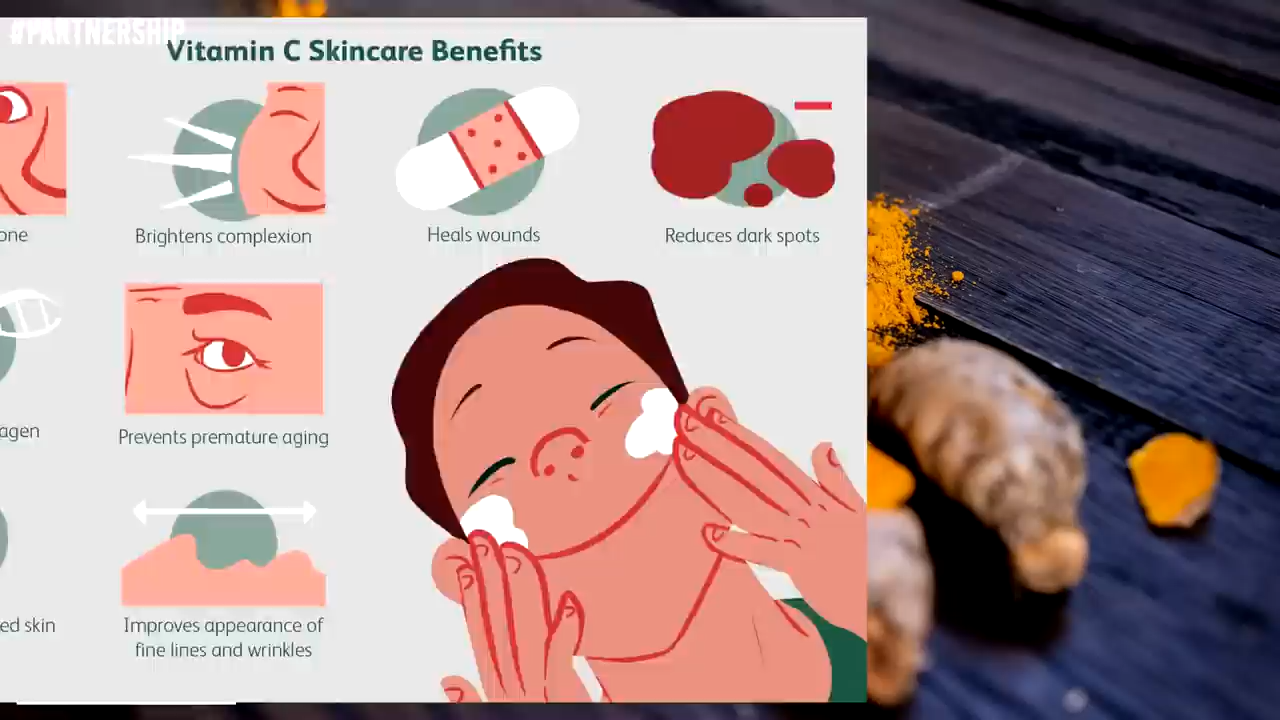 #PARTNERSHIP
Vitamin C Skincare Benefits
one
Brightens complexion
Heals wounds
Reduces dark spots
agen
Prevents premature aging
ed skin
Improves appearance of
fine lines and wrinkles